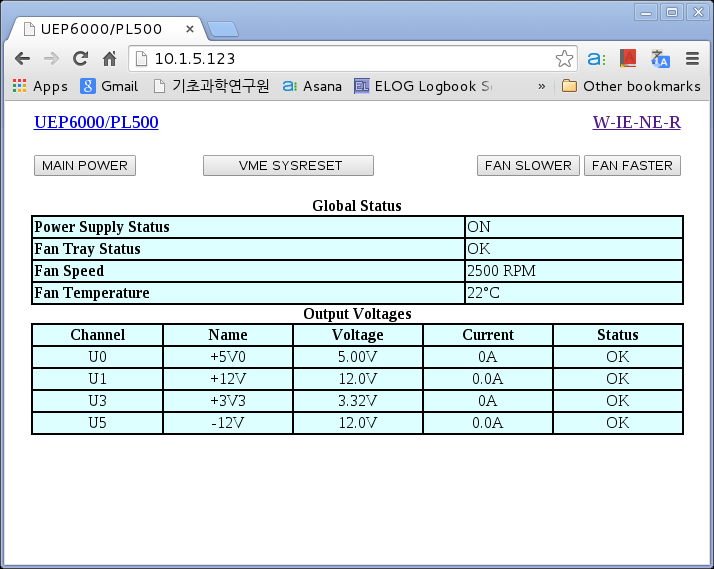 UEP6000/PL500
10.1.5.123
Apps Gmail 기초과학연구원 Asana ELOG Logbook » Other bookmarks
UEP6000/PL500 W-IE-NE-R
MAIN POWER VME SYSRESET FAN SLOWER FAN FASTER
Global Status
Power Supply Status ON
Fan Tray Status OK
Fan Speed 2500 RPM
Fan Temperature 22°C
Output Voltages
Channel Name Voltage Current Status
U0 +5V0 5.00V 0A OK
U1 +12V 12.0V 0.0A OK
U3 +3V3 3.32V 0A OK
U5 -12V 12.0V 0.0A OK